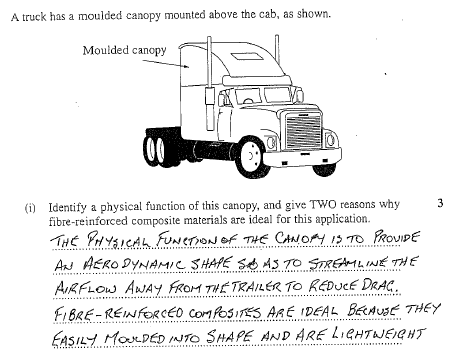 A truck has a moulded canopy mounted above the cab, as shown.
Moulded canopy
(i) Identify a physical function of this canopy, and give TWO reasons why 3
fibre-reinforced composite materials are ideal for this application.
THE PHYSICAL FUNCTION OF THE CANOPY IS TO PROVIDE
AN AERODYNAMIC SHAPE SO AS TO STREAMLINE THE
AIRFLOW AWAY FROM THE TRAILER TO REDUCE DRAG.
FIBRE-REINFORCED COMPOSITES ARE IDEAL BECAUSE THEY
EASILY MOULDED INTO SHAPE AND ARE LIGHTWEIGHT